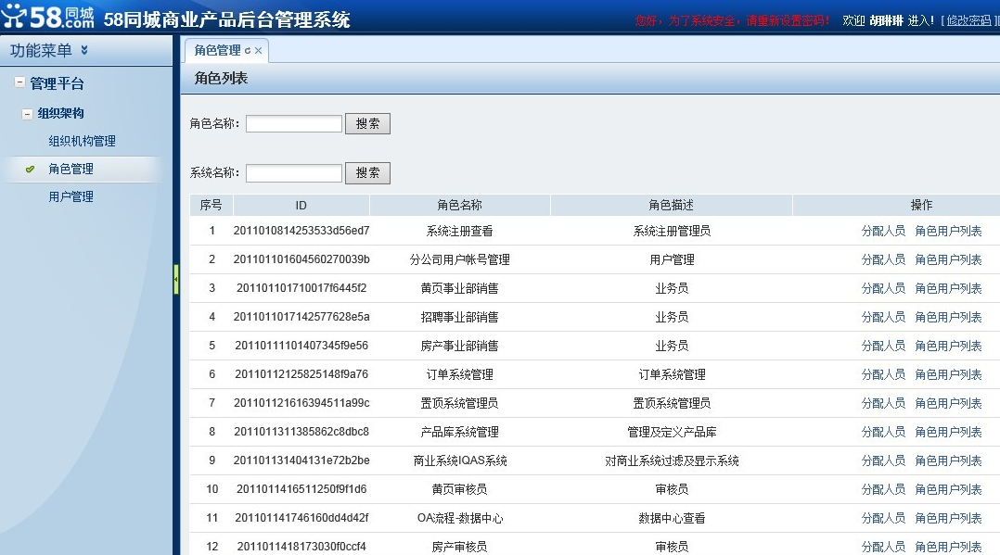 58同城.com 58同城商业产品后台管理系统 您好，为了系统安全，请重新设置密码！ 欢迎 胡琳琳 进入！[修改密码]
功能菜单
管理平台
组织架构
组织机构管理
角色管理
用户管理
角色管理
角色列表
角色名称： 搜索
系统名称： 搜索
序号 ID 角色名称 角色描述 操作
1 2011010814253533d56ed7 系统注册查看 系统注册管理员 分配人员 角色用户列表
2 201101101604560270039b 分公司用户帐号管理 用户管理 分配人员 角色用户列表
3 201101101710017f6445f2 黄页事业部销售 业务员 分配人员 角色用户列表
4 2011011017142577628e5a 招聘事业部销售 业务员 分配人员 角色用户列表
5 20110111101407345f9e56 房产事业部销售 业务员 分配人员 角色用户列表
6 20110112125825148f9a76 订单系统管理 订单系统管理 分配人员 角色用户列表
7 201101121616394511a99c 置顶系统管理员 置顶系统管理员 分配人员 角色用户列表
8 2011011311385862c8dbc8 产品库系统管理 管理及定义产品库 分配人员 角色用户列表
9 201101131404131e72b2be 商业系统IQAS系统 对商业系统过滤及显示系统 分配人员 角色用户列表
10 2011011416511250f9f1d6 黄页审核员 审核员 分配人员 角色用户列表
11 201101141746160dd4d42f OA流程-数据中心 数据中心查看 分配人员 角色用户列表
12 2011011418173030f0ccf4 房产审核员 审核员 分配人员 角色用户列表